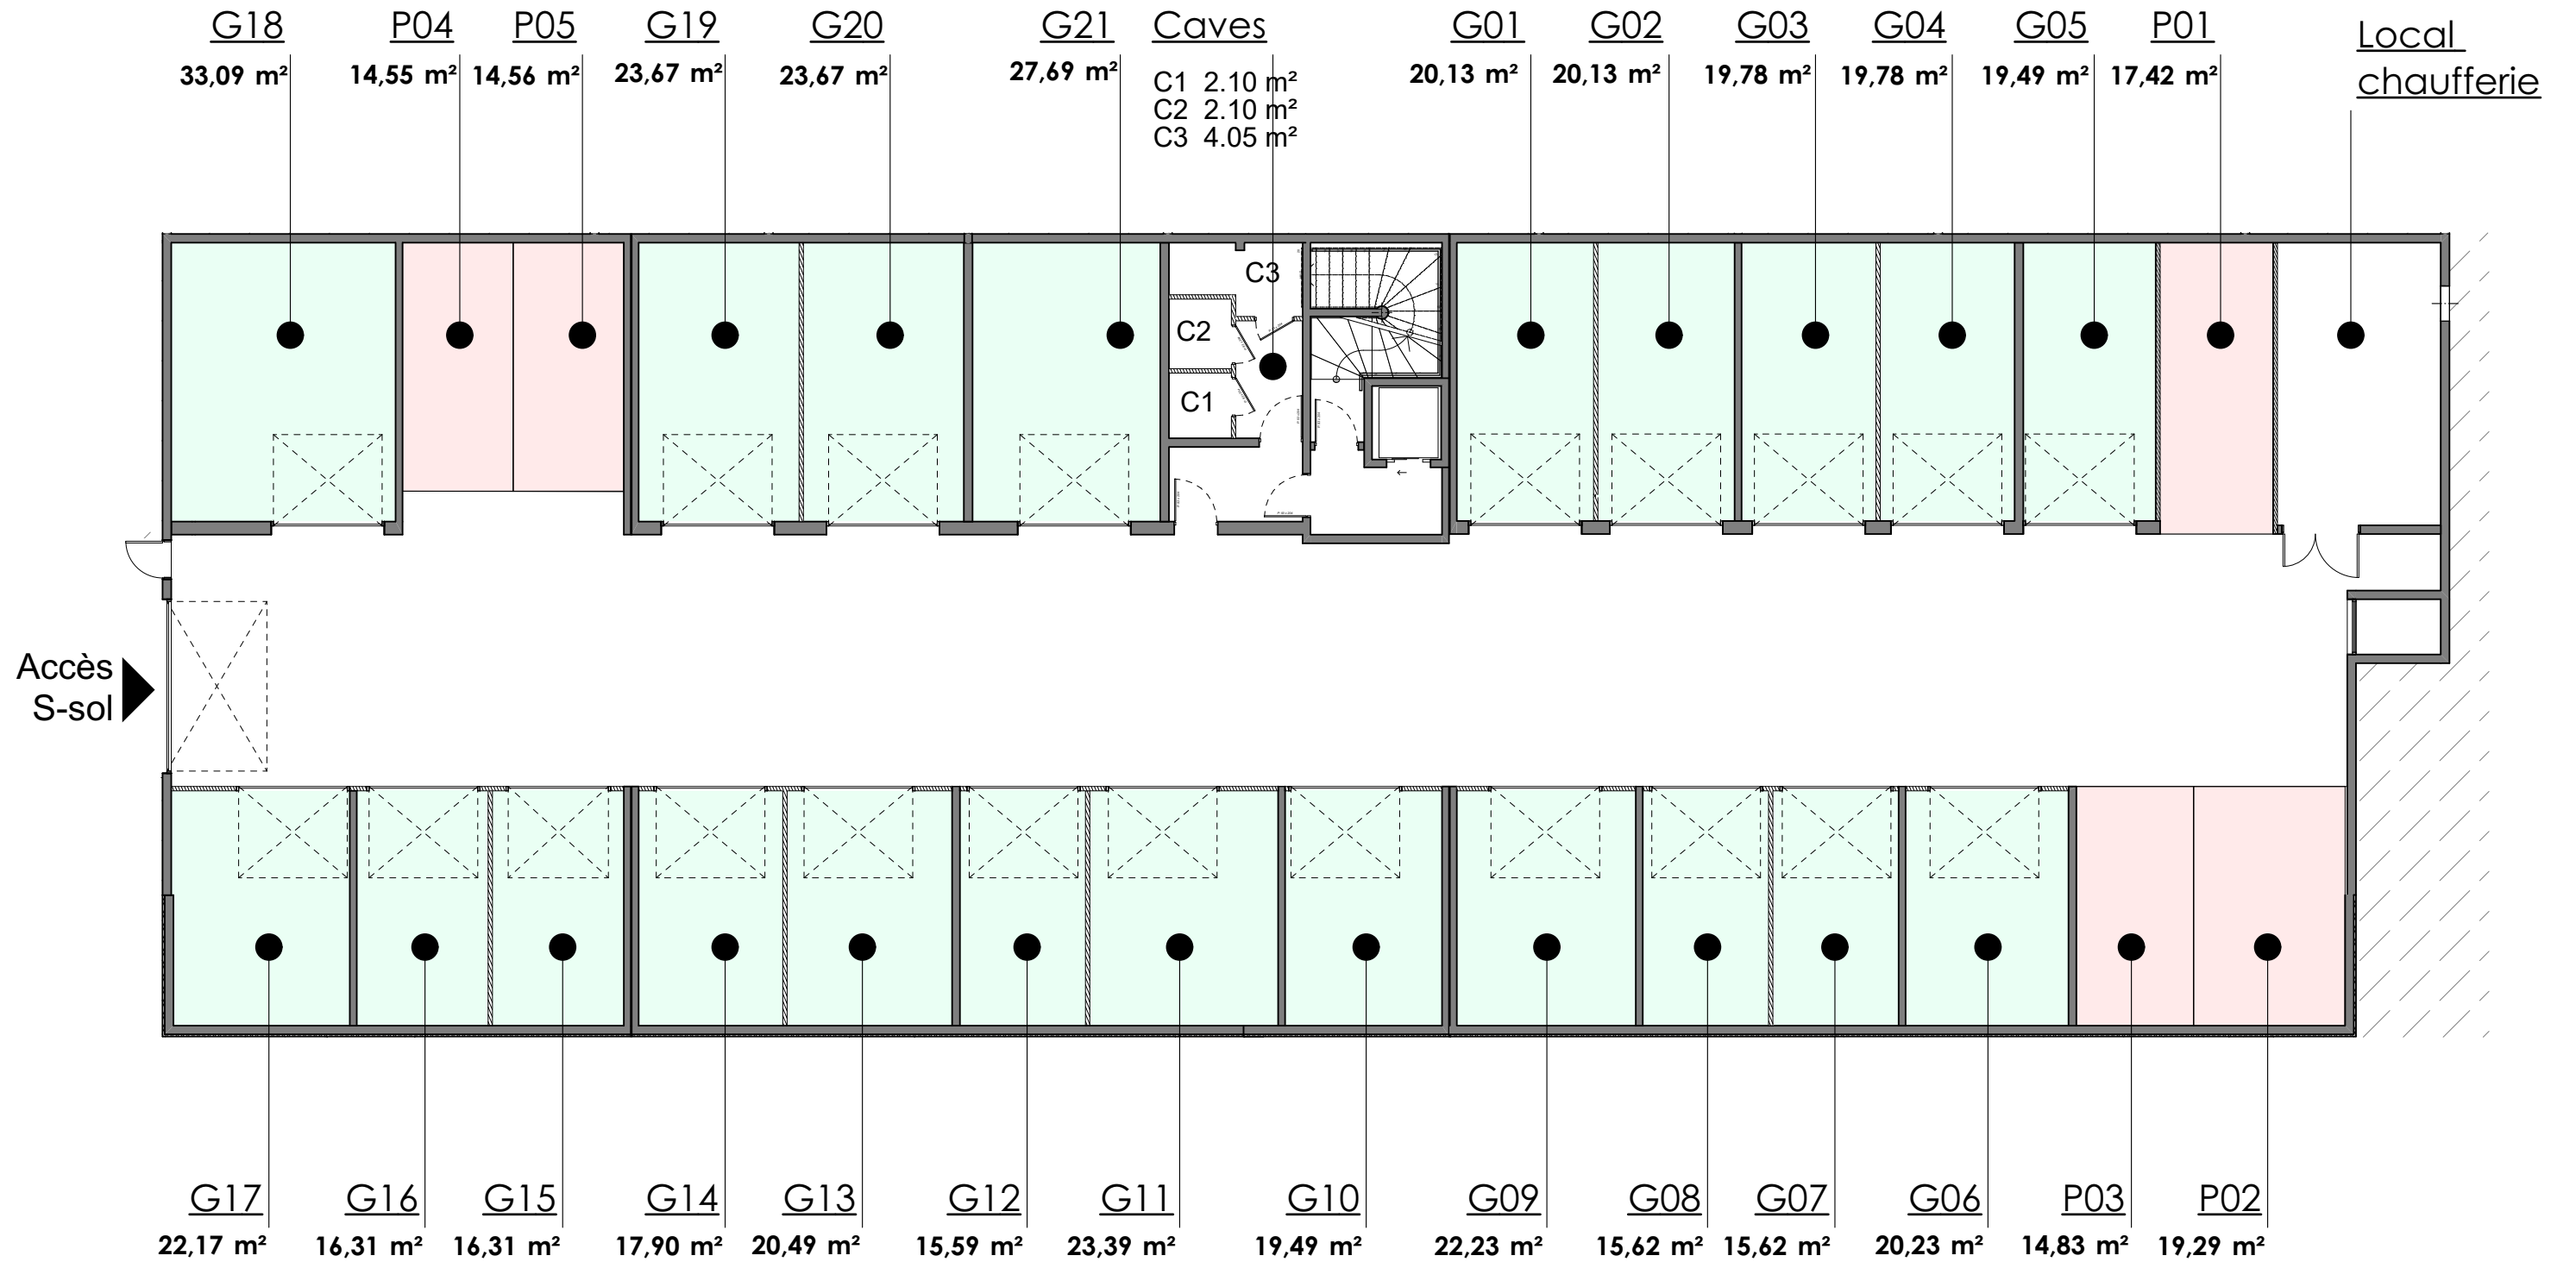 G18 P04 P05 G19 G20 G21 Caves G01 G02 G03 G04 G05 P01 Local
chaufferie
33,09 m² 14,55 m² 14,56 m² 23,67 m² 23,67 m² 27,69 m² 20,13 m² 20,13 m² 19,78 m² 19,78 m² 19,49 m² 17,42 m²
C1 2.10 m²
C2 2.10 m²
C3 4.05 m²
C3
C2
C1
Accès
S-sol
G17 G16 G15 G14 G13 G12 G11 G10 G09 G08 G07 G06 P03 P02
22,17 m² 16,31 m² 16,31 m² 17,90 m² 20,49 m² 15,59 m² 23,39 m² 19,49 m² 22,23 m² 15,62 m² 15,62 m² 20,23 m² 14,83 m² 19,29 m²